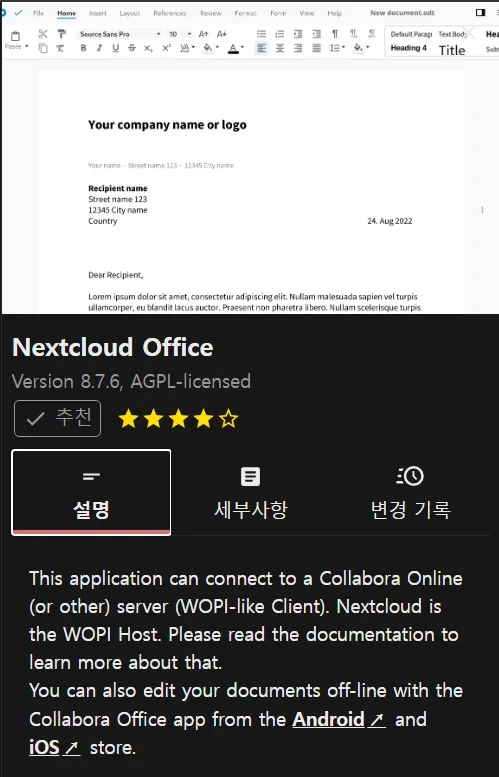 File Home Insert Layout References Review Format Form View Help New document.odt
Paste Source Sans Pro 10 Default Parag Text Body
Heading 4 Title
Your company name or logo
Your name · Street name 123 · 12345 City name
Recipient name
Street name 123
12345 City name
Country 24. Aug 2022
Dear Recipient,
Lorem ipsum dolor sit amet, consectetur adipiscing elit. Nullam malesuada sapien vel turpis
ullamcorper, eu blandit lacus auctor. Praesent non pharetra libero. Nullam scelerisque turpis
Nextcloud Office
Version 8.7.6, AGPL-licensed
추천
설명 세부사항 변경 기록
This application can connect to a Collabora Online
(or other) server (WOPI-like Client). Nextcloud is
the WOPI Host. Please read the documentation to
learn more about that.
You can also edit your documents off-line with the
Collabora Office app from the Android ↗ and
iOS ↗ store.